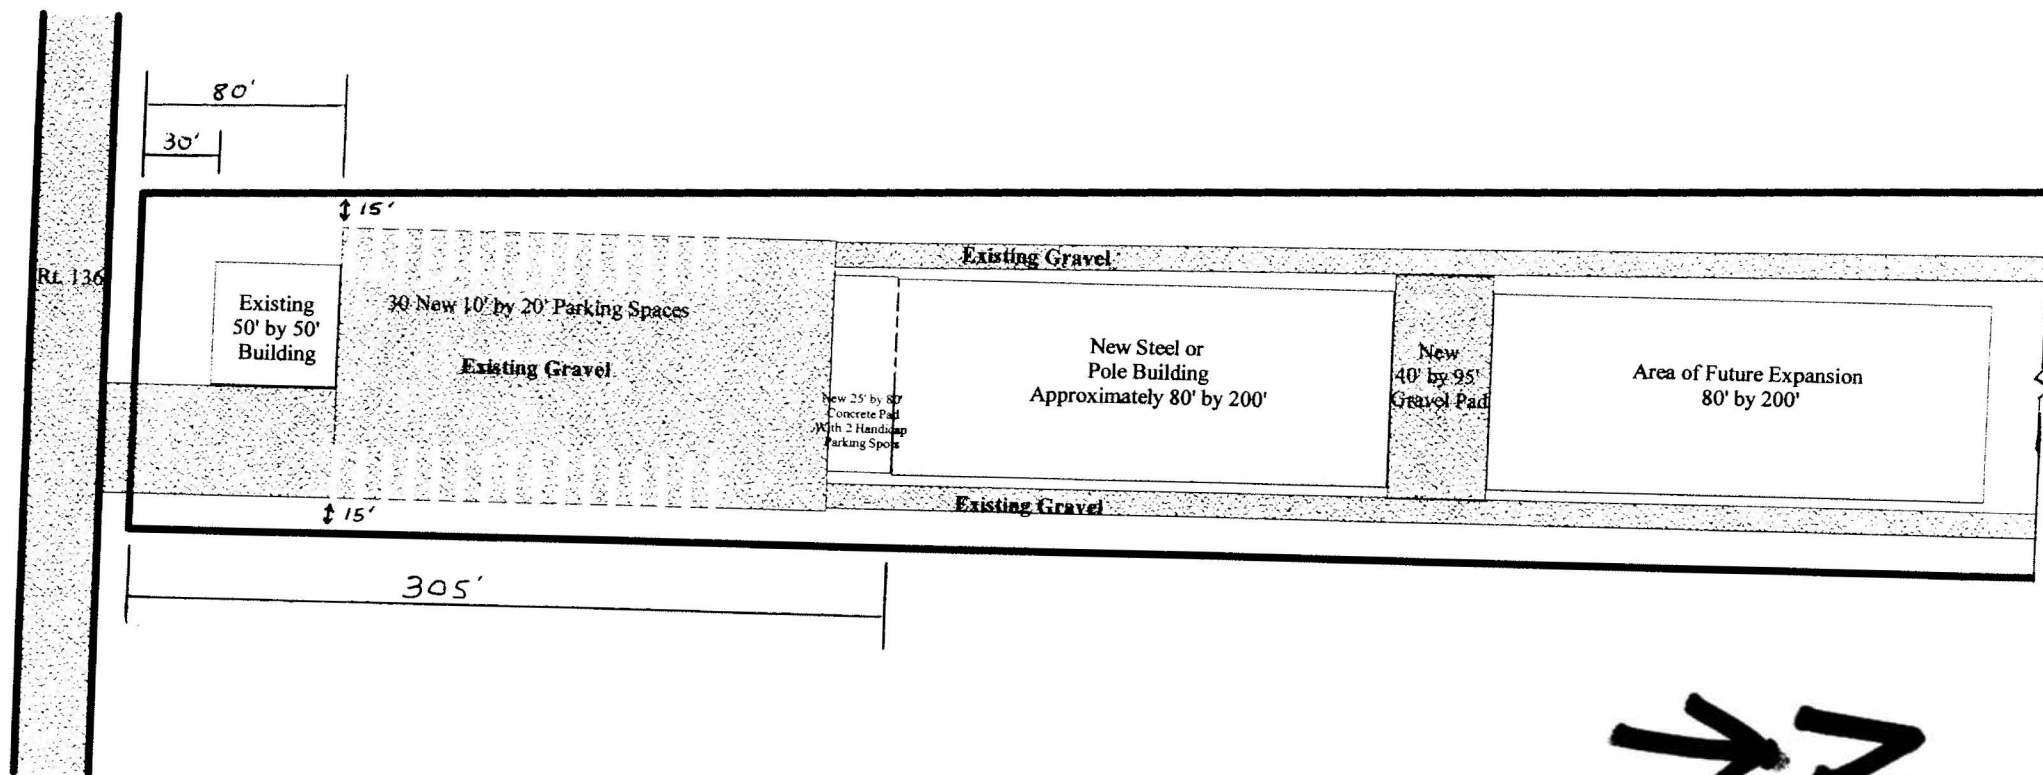 80'
30'
15'
Rt. 136
Existing
50' by 50'
Building
30 New 10' by 20' Parking Spaces
Existing Gravel
Existing Gravel
New 25' by 80'
Concrete Pad
With 2 Handicap
Parking Spots
New Steel or
Pole Building
Approximately 80' by 200'
New
40' by 95'
Gravel Pad
Area of Future Expansion
80' by 200'
Existing Gravel
15'
305'